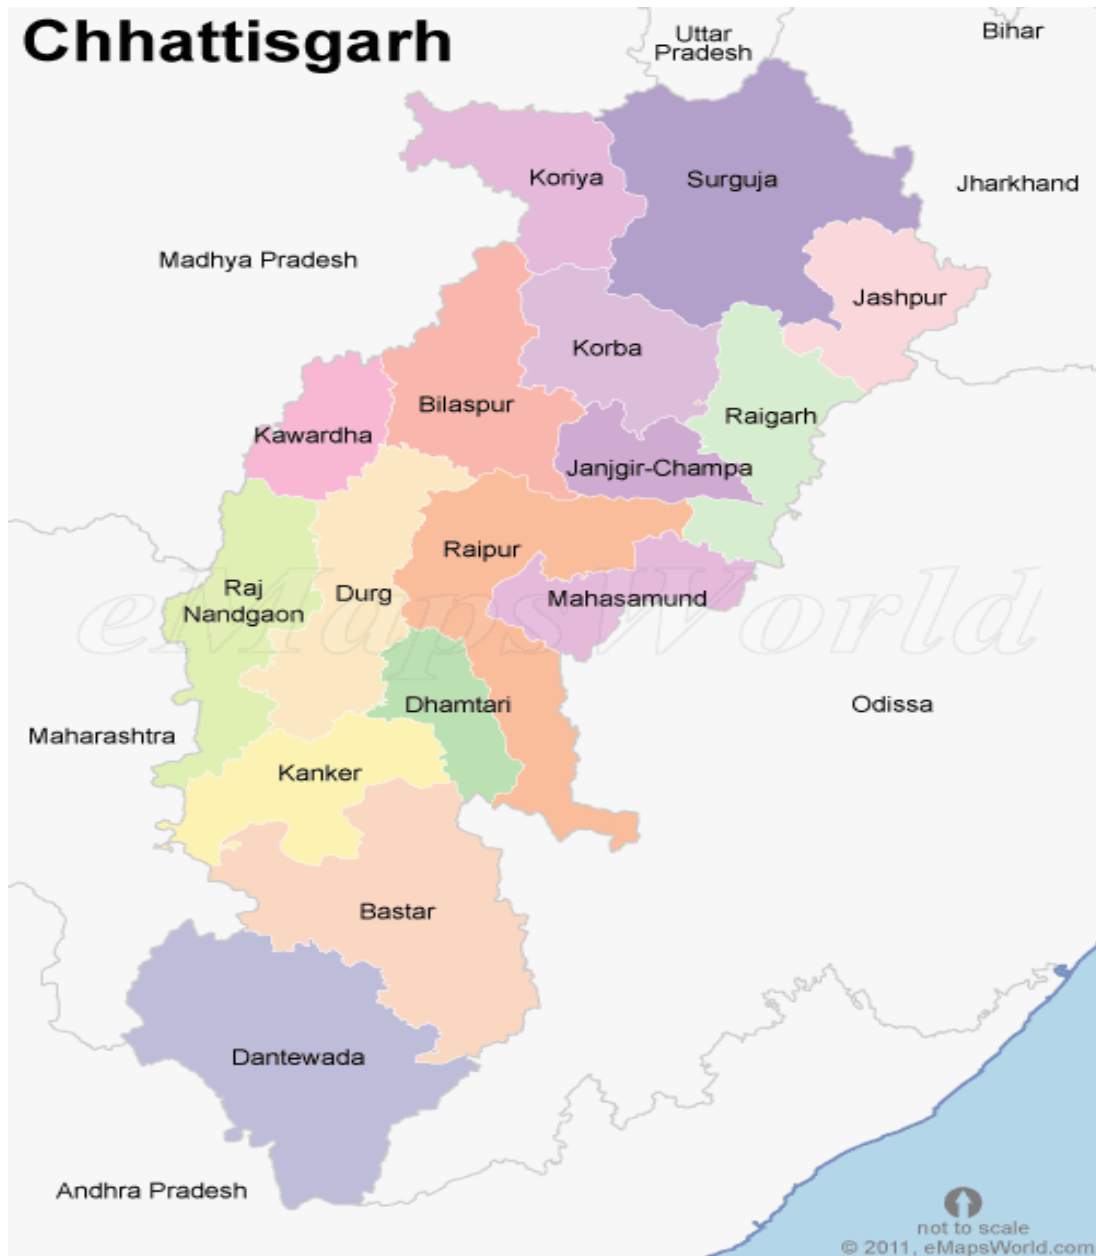 Chhattisgarh
Uttar
Pradesh
Bihar
Koriya
Surguja
Jharkhand
Madhya Pradesh
Jashpur
Korba
Bilaspur
Raigarh
Kawardha
Janjgir-Champa
Raipur
Raj
Nandgaon
Durg
Mahasamund
eMapsWorld
Dhamtari
Odissa
Maharashtra
Kanker
Bastar
Dantewada
Andhra Pradesh
not to scale
© 2011, eMapsWorld.com